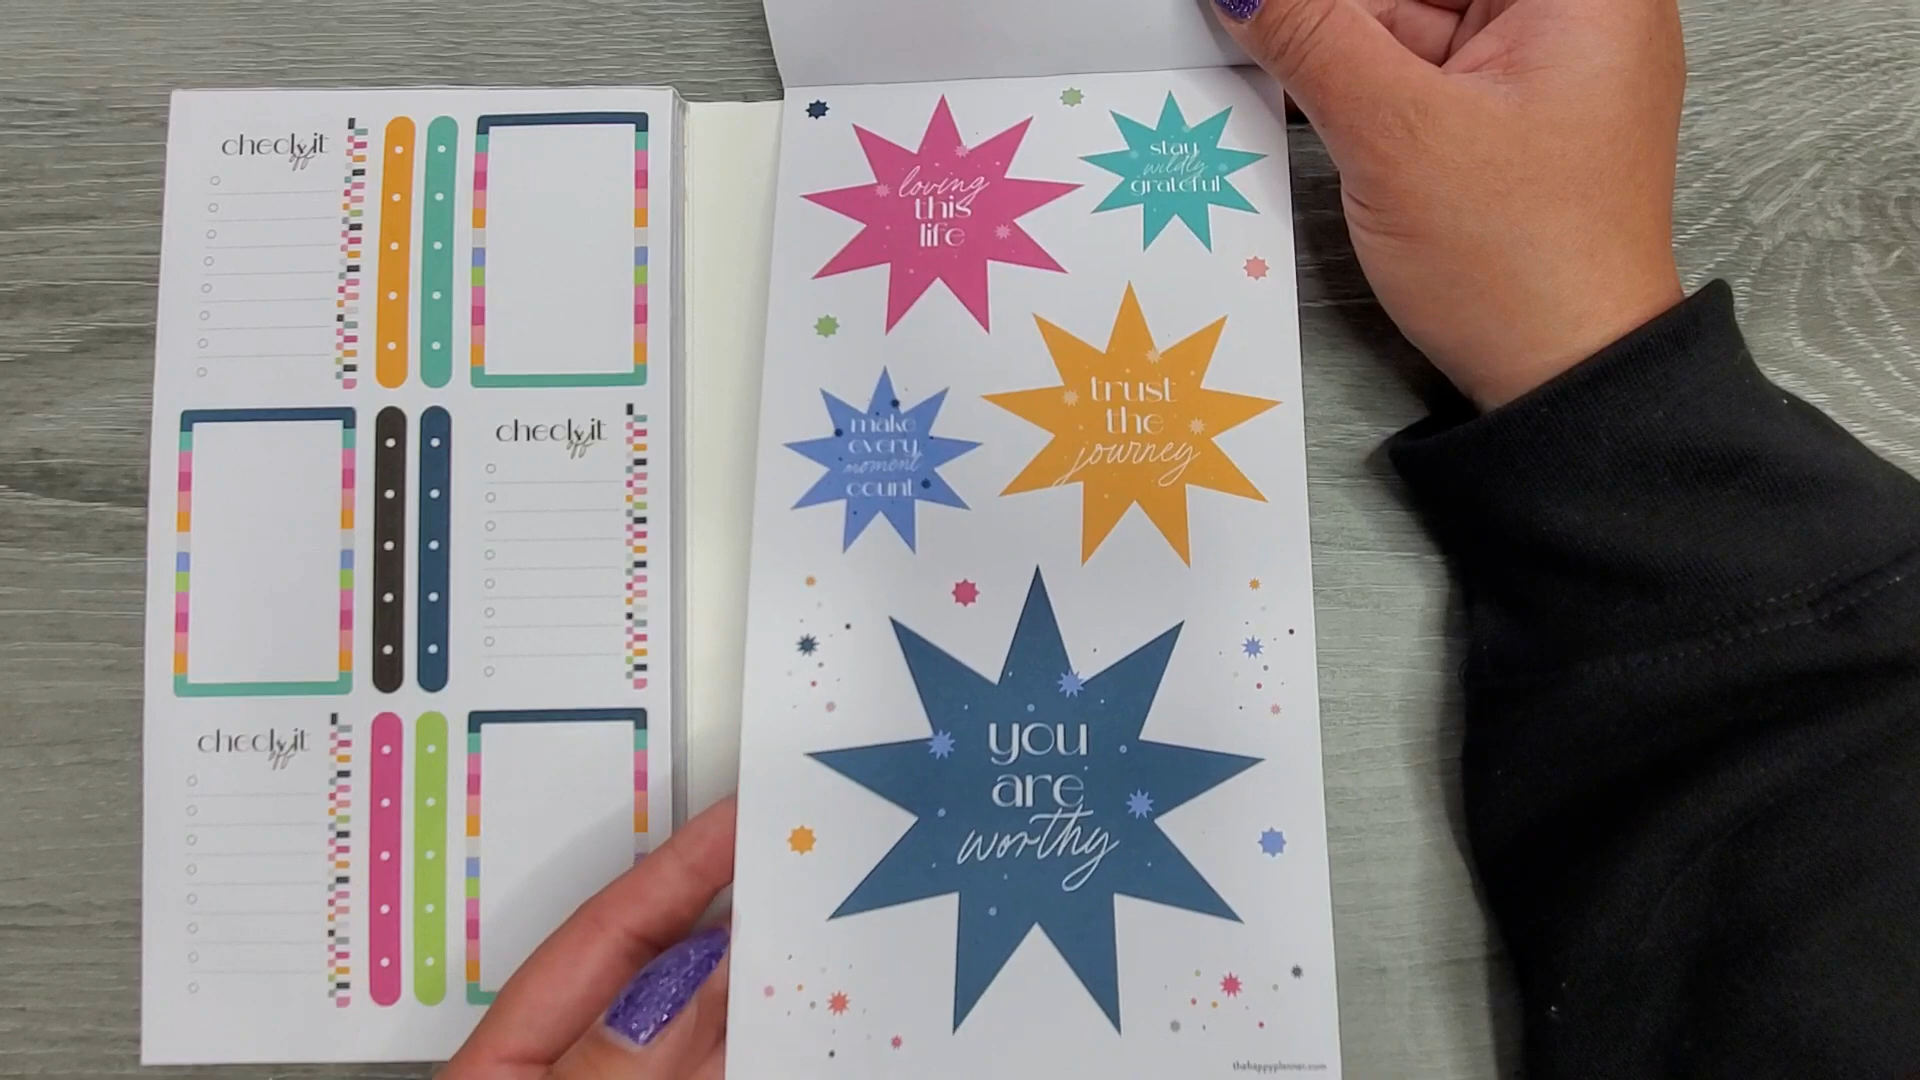 check it
off
check it
off
check it
off
loving
this
life
stay
wildly
grateful
make
every
moment
count
trust
the
journey
you
are
worthy
thehappyplanner.com